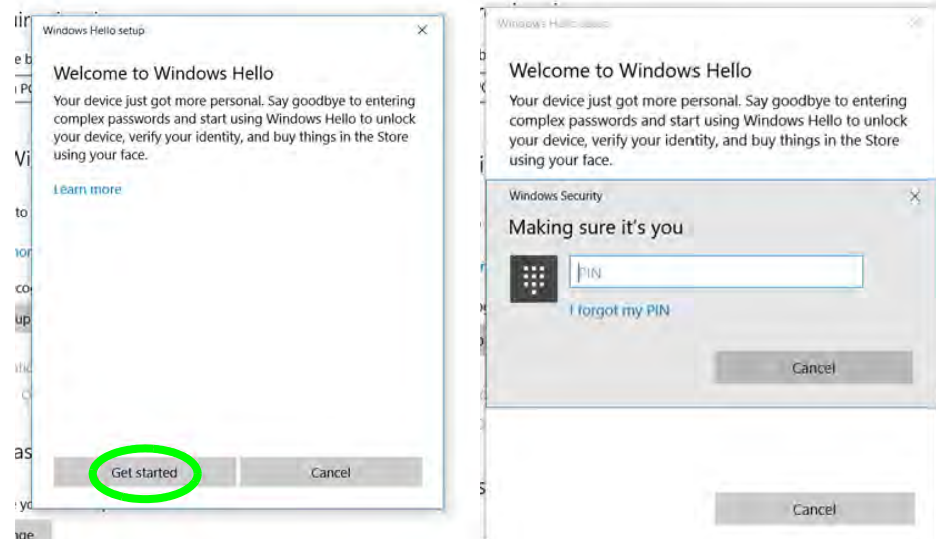 Windows Hello setup
Welcome to Windows Hello
Your device just got more personal. Say goodbye to entering
complex passwords and start using Windows Hello to unlock
your device, verify your identity, and buy things in the Store
using your face.
Learn more
Get started
Cancel
Windows Hello setup
Welcome to Windows Hello
Your device just got more personal. Say goodbye to entering
complex passwords and start using Windows Hello to unlock
your device, verify your identity, and buy things in the Store
using your face.
Windows Security
Making sure it's you
PIN
I forgot my PIN
Cancel
Cancel